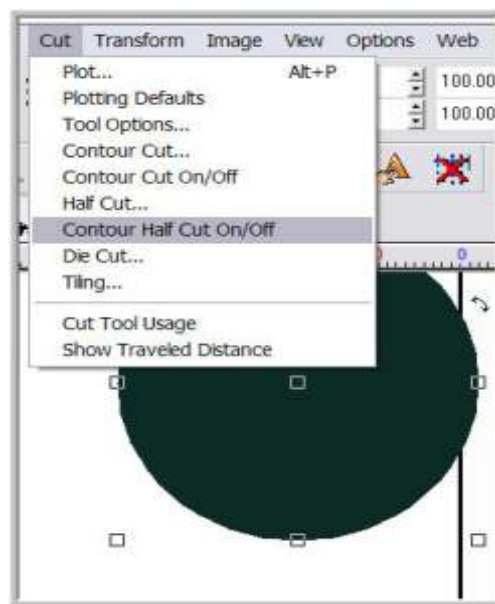 Cut Transform Image View Options Web
Plot... Alt+P
Plotting Defaults
Tool Options...
Contour Cut...
Contour Cut On/Off
Half Cut...
Contour Half Cut On/Off
Die Cut...
Tiling...
Cut Tool Usage
Show Traveled Distance
100.00
100.00
0